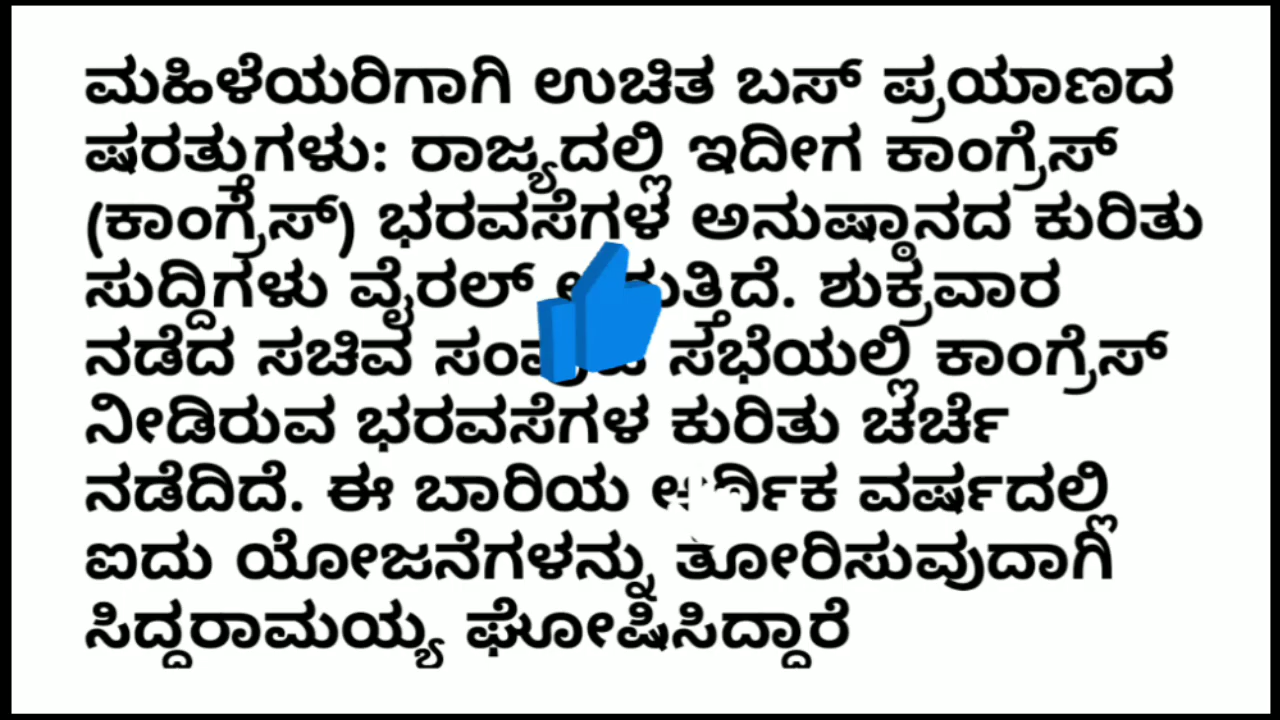 ಮಹಿಳೆಯರಿಗಾಗಿ ಉಚಿತ ಬಸ್ ಪ್ರಯಾಣದ
ಷರತ್ತುಗಳು: ರಾಜ್ಯದಲ್ಲಿ ಇದೀಗ ಕಾಂಗ್ರೆಸ್
(ಕಾಂಗ್ರೆಸ್) ಭರವಸೆಗಳ ಅನುಷ್ಠಾನದ ಕುರಿತು
ಸುದ್ದಿಗಳು ವೈರಲ್ ಶುಕ್ರವಾರ
ನಡೆದ ಸಚಿವ ಸಭೆಯಲ್ಲಿ ಕಾಂಗ್ರೆಸ್
ನೀಡಿರುವ ಭರವಸೆಗಳ ಕುರಿತು ಚರ್ಚೆ
ನಡೆದಿದೆ. ಈ ಬಾರಿಯ ವರ್ಷದಲ್ಲಿ
ಐದು ಯೋಜನೆಗಳನ್ನು ತೋರಿಸುವುದಾಗಿ
ಸಿದ್ದರಾಮಯ್ಯ ಘೋಷಿಸಿದ್ದಾರೆ